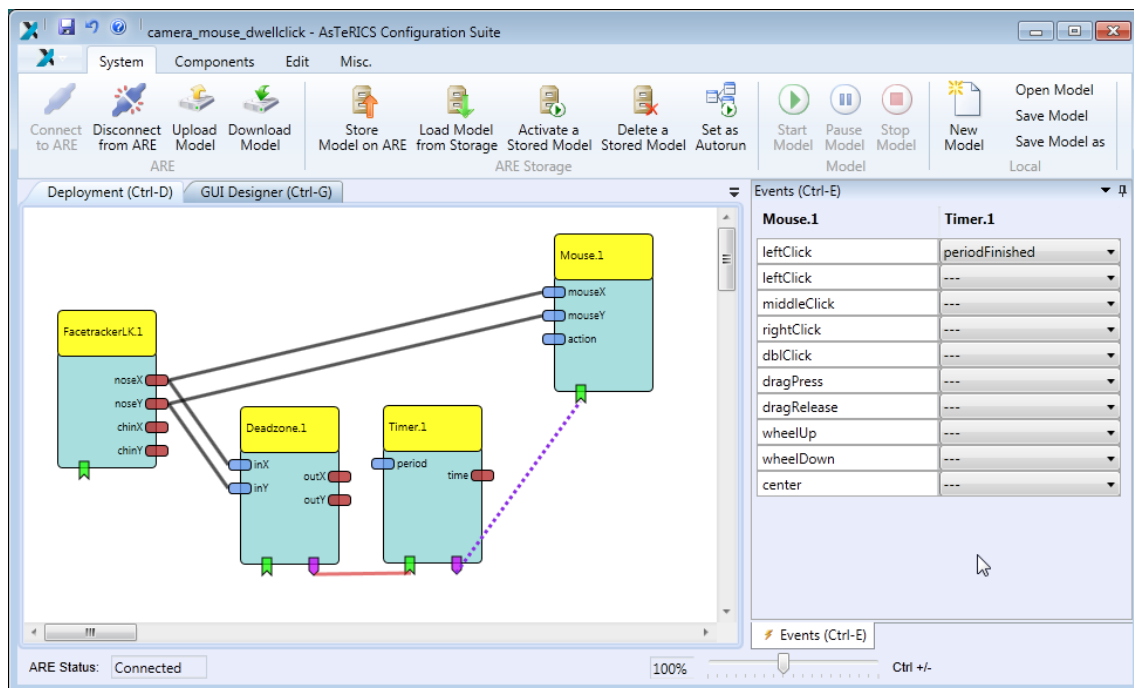 camera_mouse_dwellclick - AsTeRICS Configuration Suite
System Components Edit Misc.
Connect to ARE
Disconnect from ARE
Upload Model
Download Model
ARE
Store Model on ARE
Load Model from Storage
Activate a Stored Model
Delete a Stored Model
Set as Autorun
ARE Storage
Start Model
Pause Model
Stop Model
Model
New Model
Open Model
Save Model
Save Model as
Local
Deployment (Ctrl-D) GUI Designer (Ctrl-G)
FacetrackerLK.1
noseX
noseY
chinX
chinY
Deadzone.1
inX
inY
outX
outY
Timer.1
period
time
Mouse.1
mouseX
mouseY
action
Events (Ctrl-E)
Mouse.1 Timer.1
leftClick periodFinished
leftClick ---
middleClick ---
rightClick ---
dblClick ---
dragPress ---
dragRelease ---
wheelUp ---
wheelDown ---
center ---
Events (Ctrl-E)
ARE Status: Connected
100% Ctrl +/-